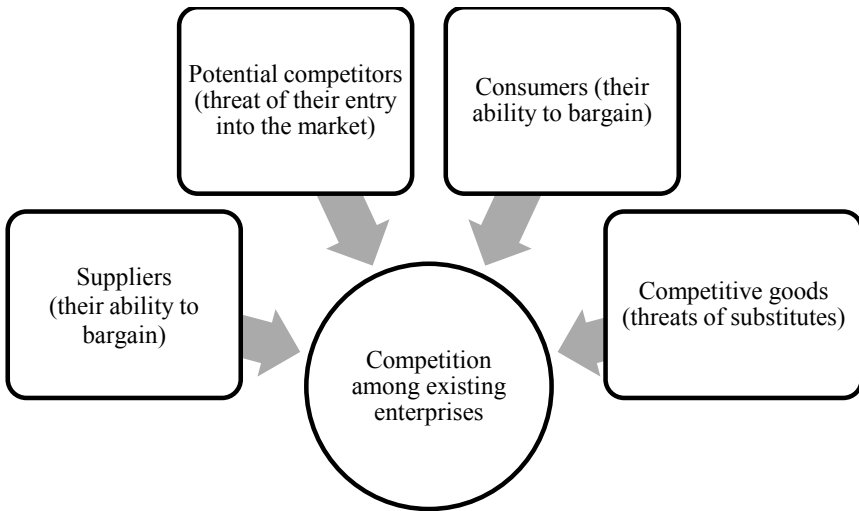 Potential competitors
(threat of their entry
into the market)
Consumers (their
ability to bargain)
Suppliers
(their ability to
bargain)
Competitive goods
(threats of substitutes)
Competition
among existing
enterprises